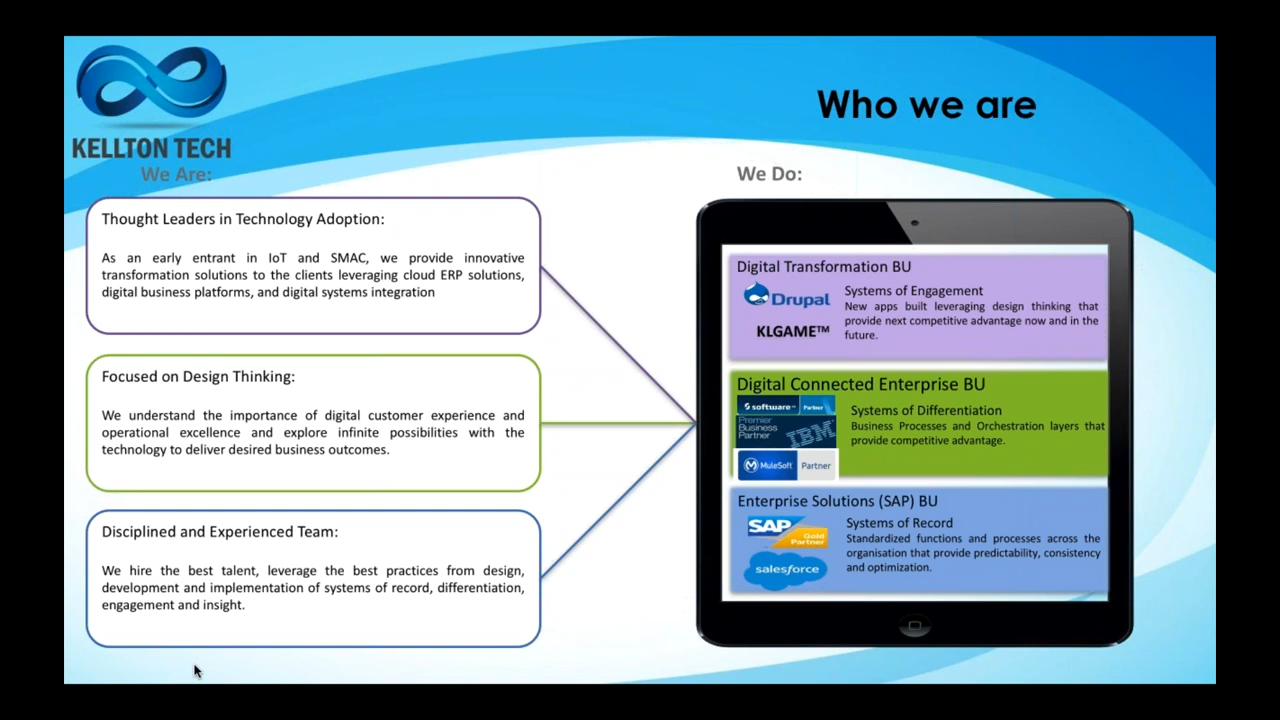 KELLTON TECH
Who we are
We Are:
Thought Leaders in Technology Adoption:
As an early entrant in IoT and SMAC, we provide innovative
transformation solutions to the clients leveraging cloud ERP solutions,
digital business platforms, and digital systems integration
Focused on Design Thinking:
We understand the importance of digital customer experience and
operational excellence and explore infinite possibilities with the
technology to deliver desired business outcomes.
Disciplined and Experienced Team:
We hire the best talent, leverage the best practices from design,
development and implementation of systems of record, differentiation,
engagement and insight.
We Do:
Digital Transformation BU
Drupal
KLGAME™
Systems of Engagement
New apps built leveraging design thinking that
provide next competitive advantage now and in the
future.
Digital Connected Enterprise BU
software AG Partner
Premier
Business
Partner
IBM
MuleSoft Partner
Systems of Differentiation
Business Processes and Orchestration layers that
provide competitive advantage.
Enterprise Solutions (SAP) BU
SAP
Gold
Partner
salesforce
Systems of Record
Standardized functions and processes across the
organisation that provide predictability, consistency
and optimization.